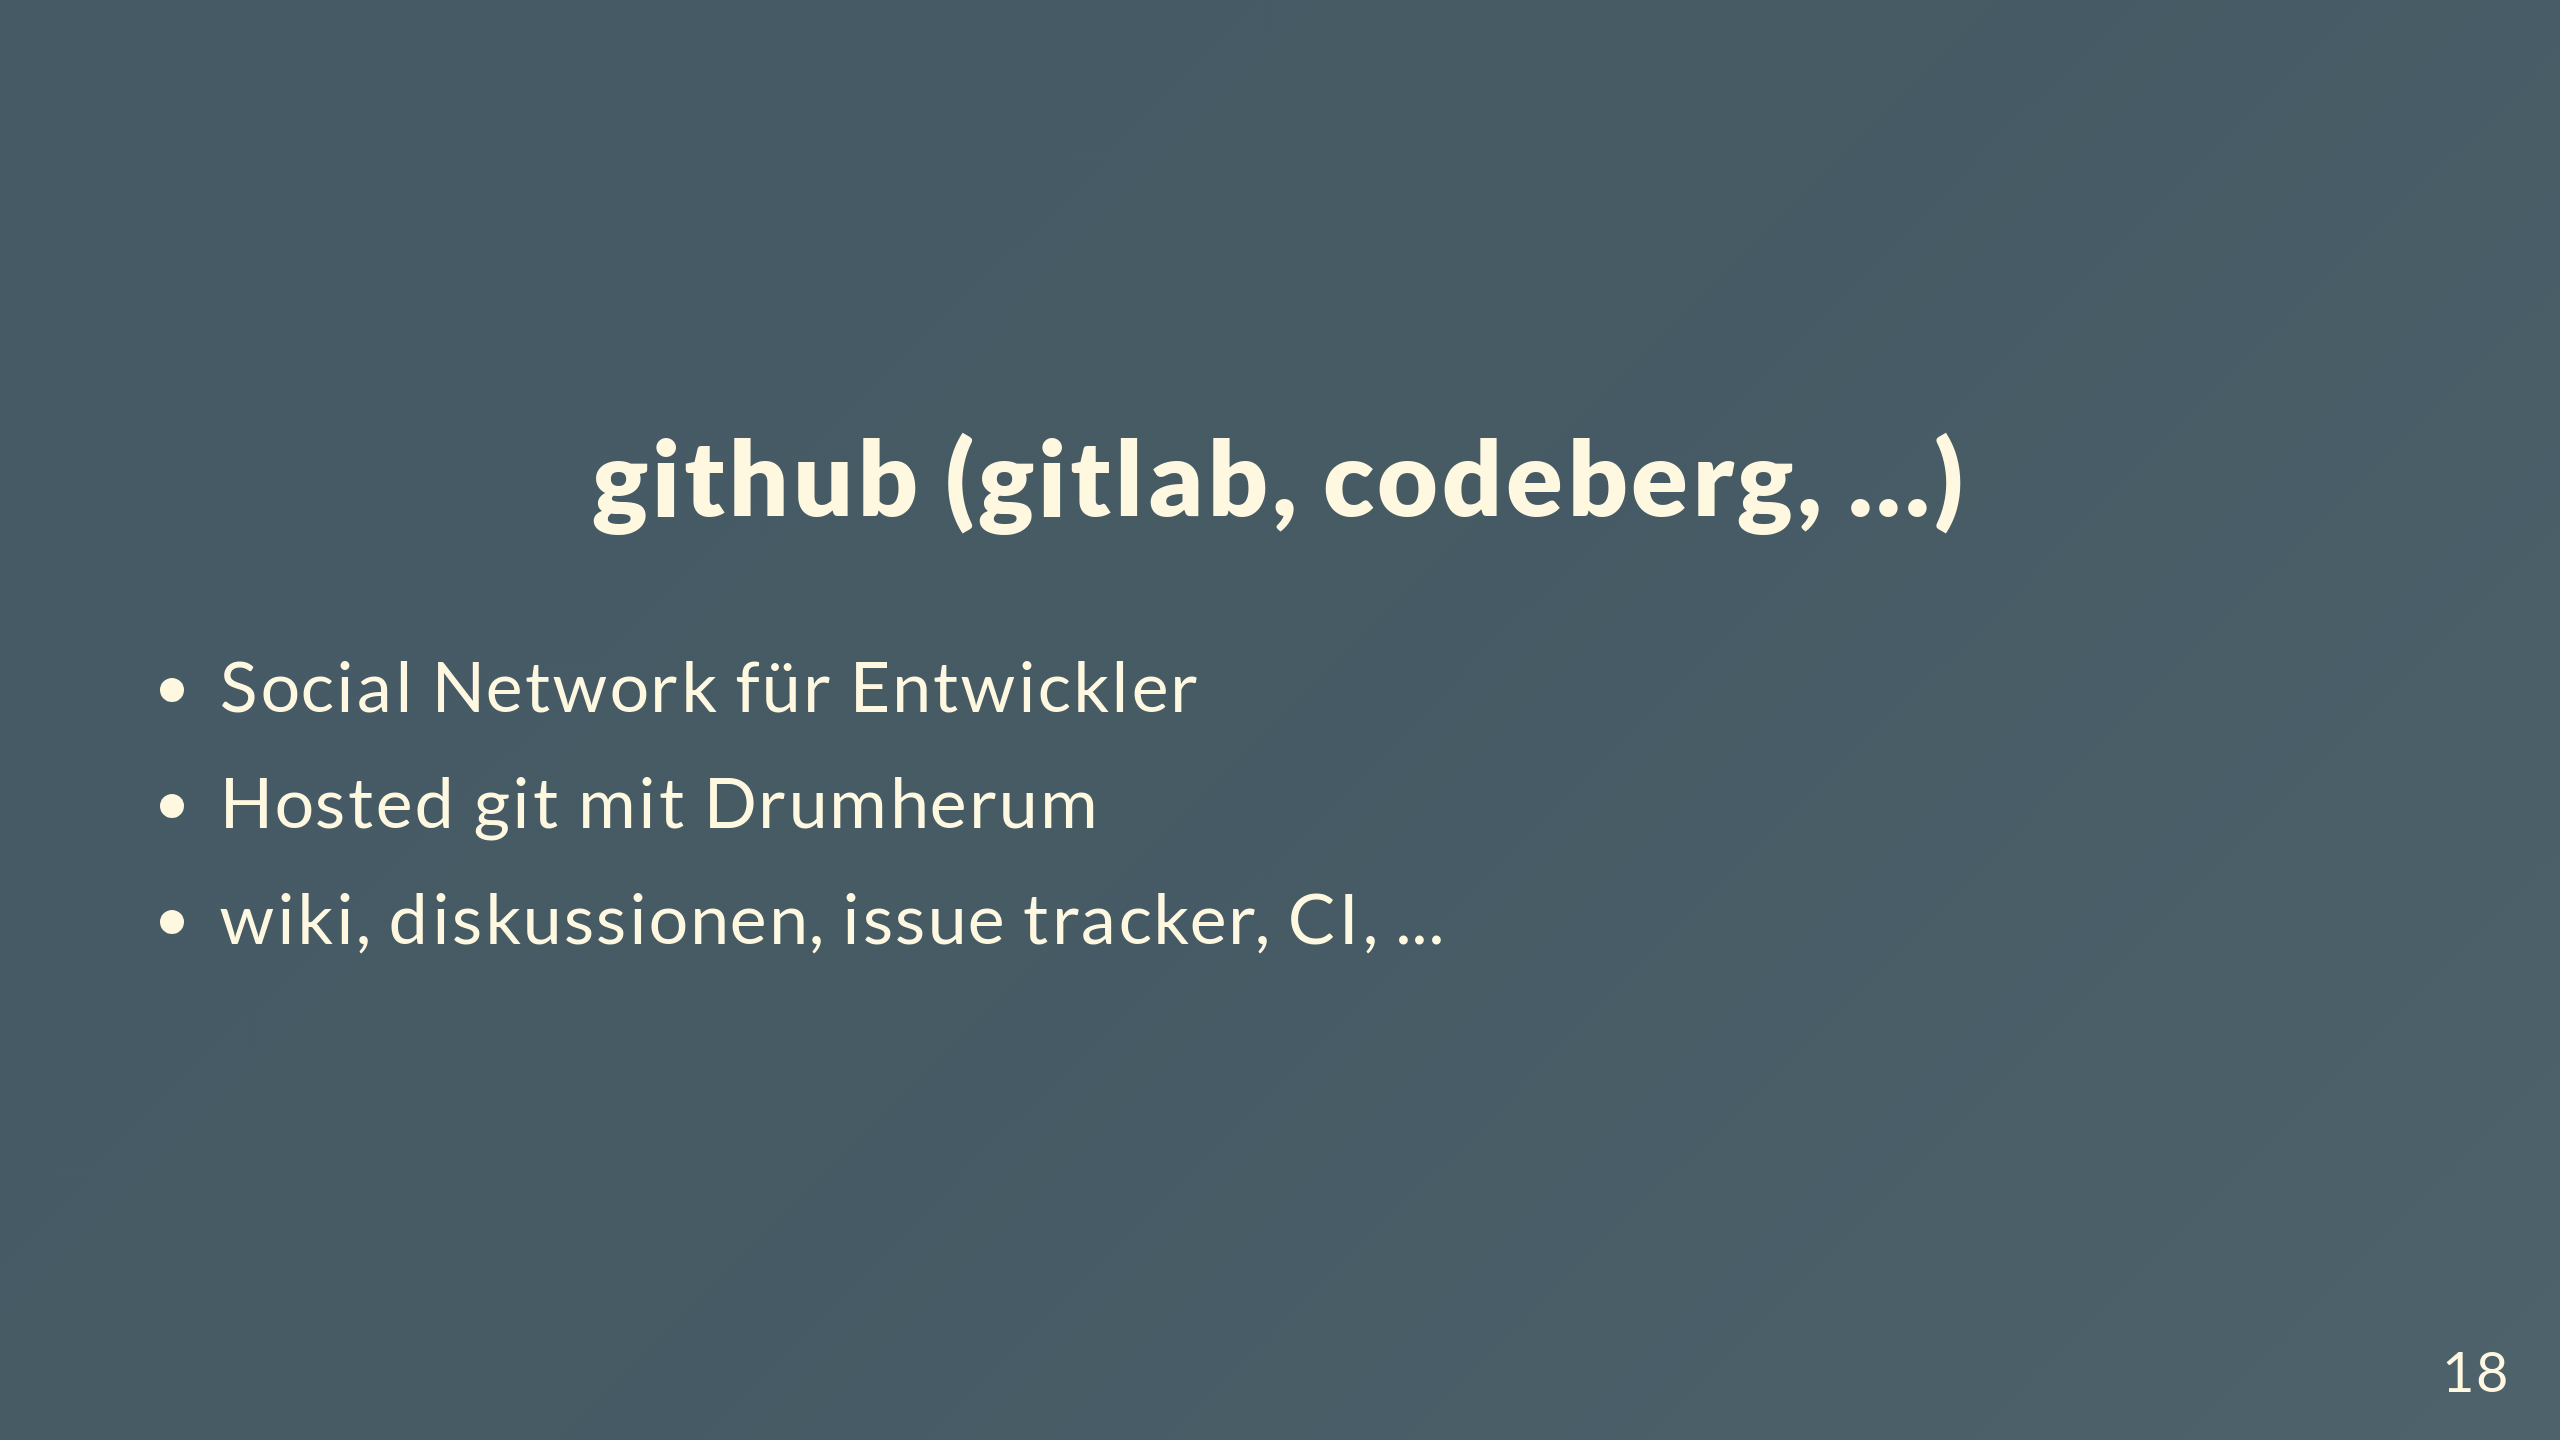 github (gitlab, codeberg, ...)
Social Network für Entwickler
Hosted git mit Drumherum
wiki, diskussionen, issue tracker, CI, ...
18